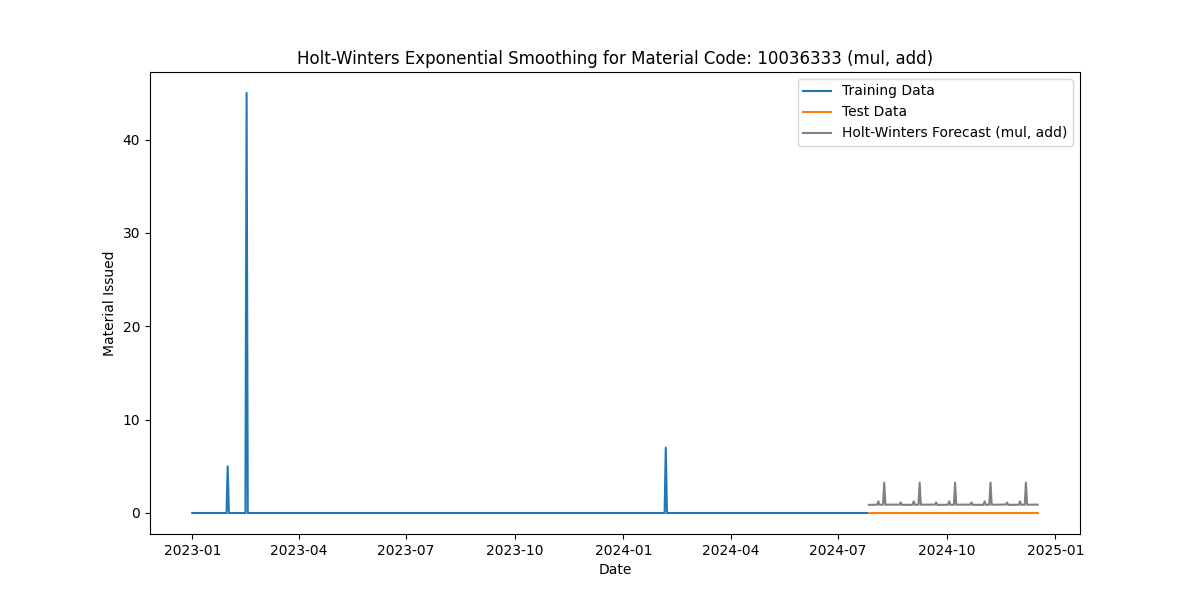 Holt-Winters Exponential Smoothing for Material Code: 10036333 (mul, add)
Training Data
Test Data
Holt-Winters Forecast (mul, add)
Material Issued
40
30
20
10
0
2023-01
2023-04
2023-07
2023-10
2024-01
2024-04
2024-07
2024-10
2025-01
Date